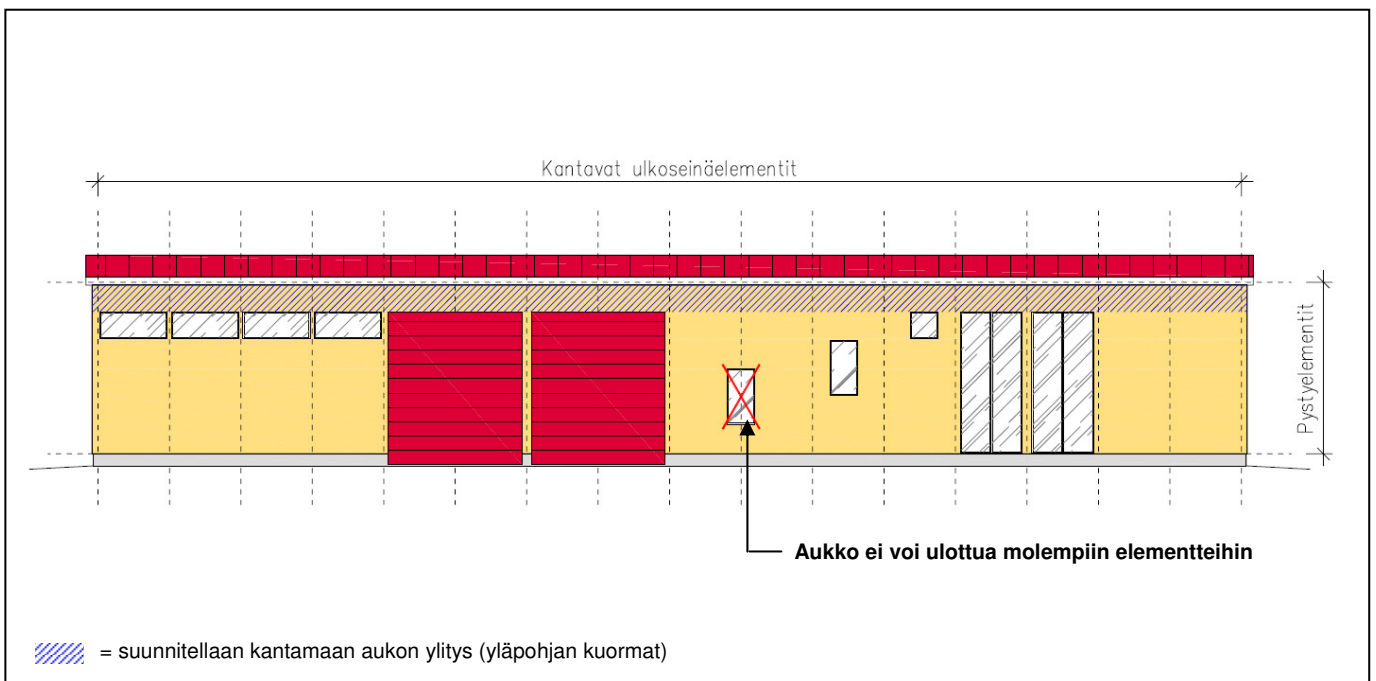 Kantavat ulkoseinäelementit
Pystyelementit
Aukko ei voi ulottua molempiin elementteihin
= suunnitellaan kantamaan aukon ylitys (yläpohjan kuormat)